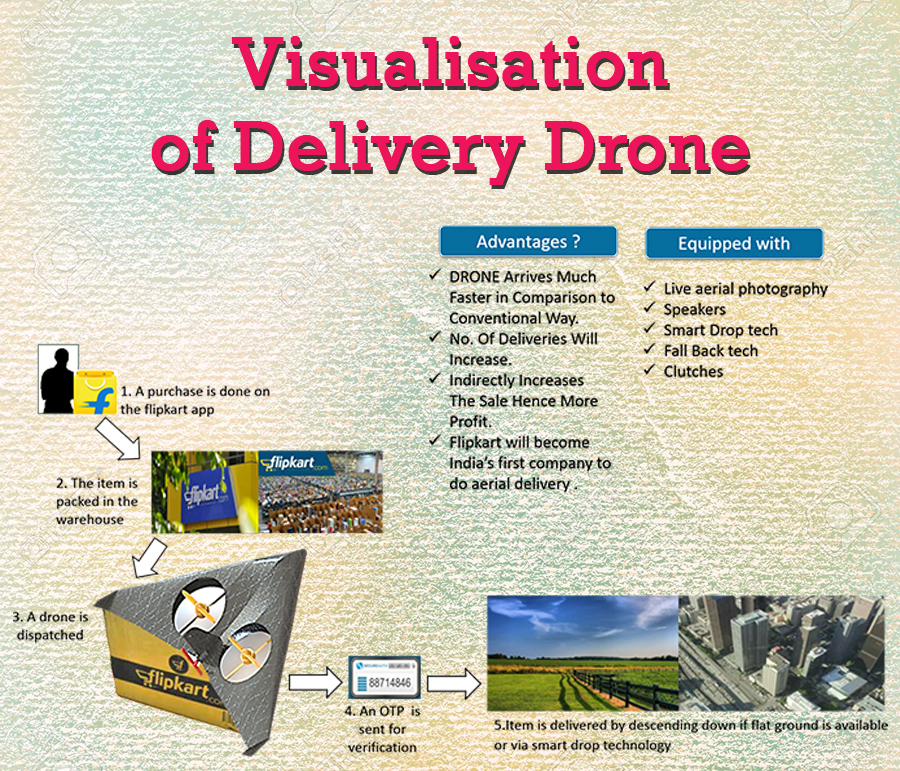 Visualisation
of Delivery Drone
Advantages ?
DRONE Arrives Much
Faster in Comparison to
Conventional Way.
No. Of Deliveries Will
Increase.
Indirectly Increases
The Sale Hence More
Profit.
Flipkart will become
India's first company to
do aerial delivery .
Equipped with
Live aerial photography
Speakers
Smart Drop tech
Fall Back tech
Clutches
1. A purchase is done on
the flipkart app
2. The item is
packed in the
warehouse
flipkart
flipkart.com
3. A drone is
dispatched
flipkart.co
88714846
4. An OTP is
sent for
verification
5.Item is delivered by descending down if flat ground is available
or via smart drop technology